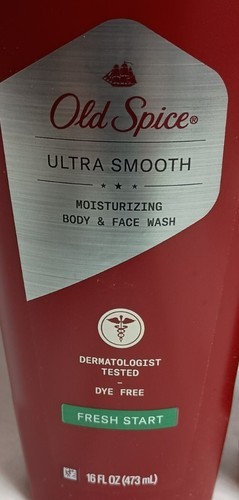 Old Spice®
ULTRA SMOOTH
MOISTURIZING
BODY & FACE WASH
DERMATOLOGIST
TESTED
–
DYE FREE
FRESH START
16 FL OZ (473 mL)